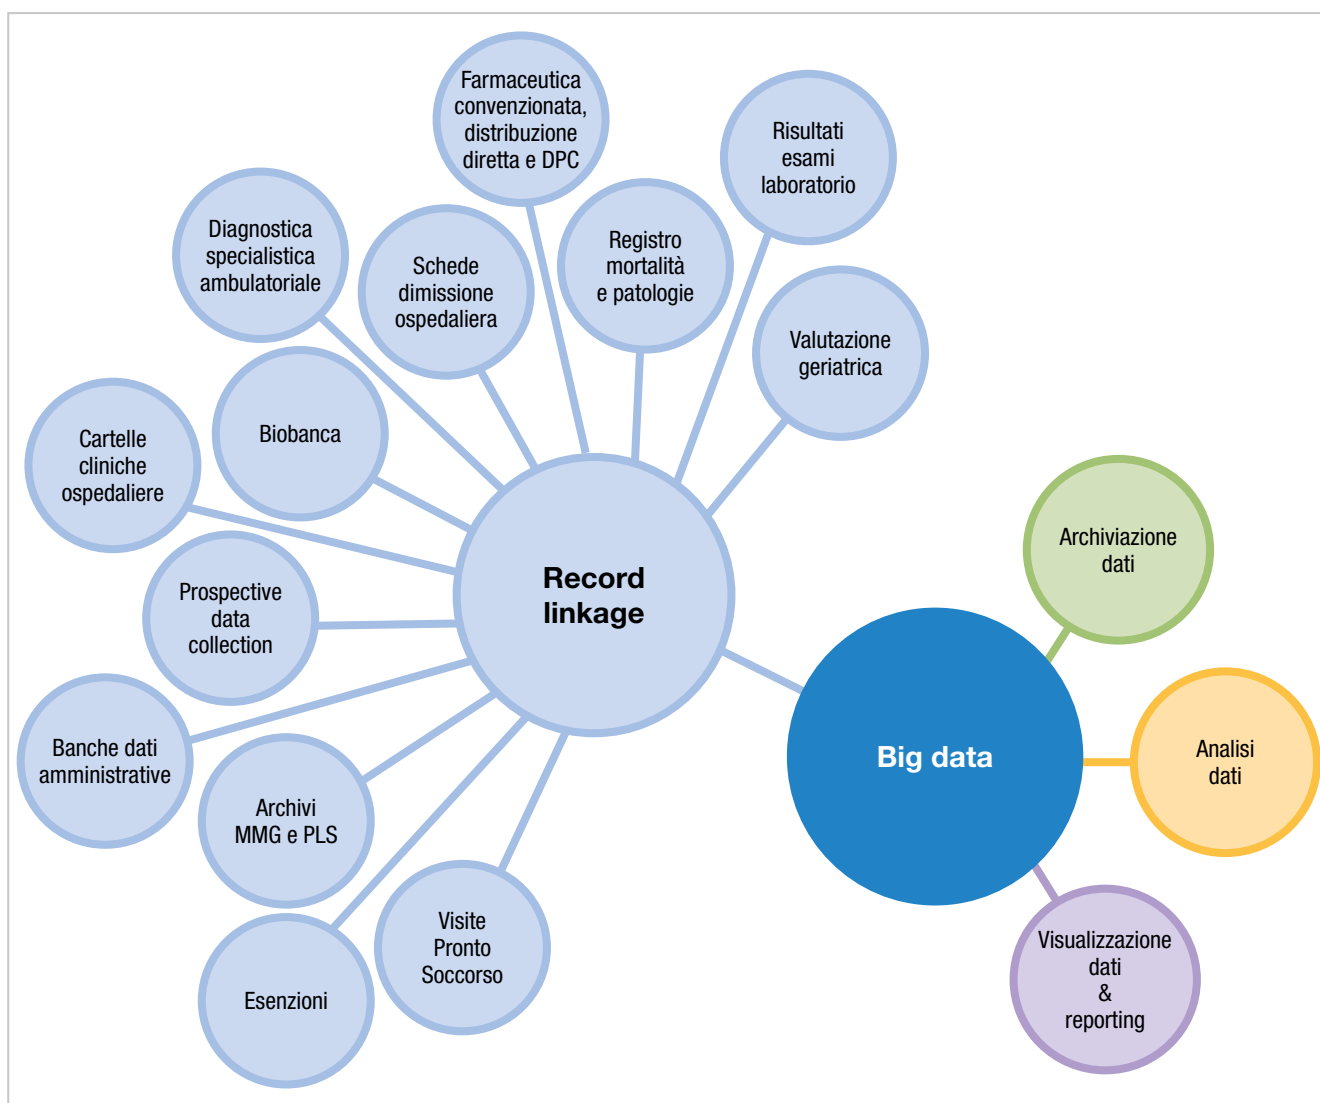 Farmaceutica
convenzionata,
distribuzione
diretta e DPC
Risultati
esami
laboratorio
Diagnostica
specialistica
ambulatoriale
Schede
dimissione
ospedaliera
Registro
mortalità
e patologie
Valutazione
geriatrica
Biobanca
Cartelle
cliniche
ospedaliere
Prospective
data
collection
Record
linkage
Archiviazione
dati
Banche dati
amministrative
Archivi
MMG e PLS
Big data
Analisi
dati
Esenzioni
Visite
Pronto
Soccorso
Visualizzazione
dati
&
reporting